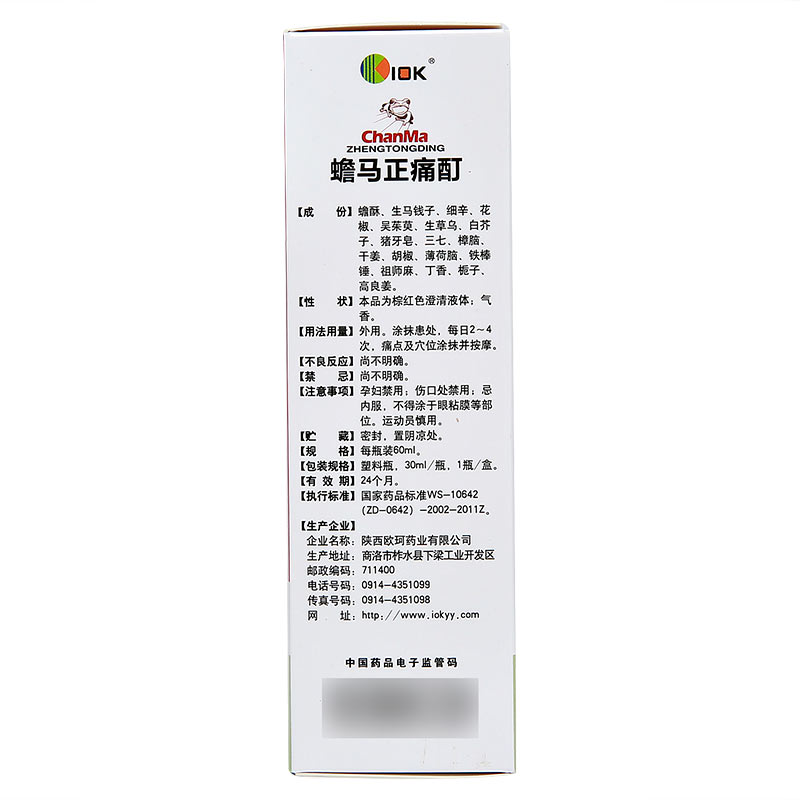 IOK®
ChanMa
ZHENGTONGDING
蟾马正痛酊
【成 份】蟾酥、生马钱子、细辛、花
椒、吴茱萸、生草乌、白芥
子、猪牙皂、三七、樟脑、
干姜、胡椒、薄荷脑、铁棒
锤、祖师麻、丁香、栀子、
高良姜。
【性 状】本品为棕红色澄清液体；气
香。
【用法用量】外用。涂抹患处，每日2~4
次，痛点及穴位涂抹并按摩。
【不良反应】尚不明确。
【禁 忌】尚不明确。
【注意事项】孕妇禁用；伤口处禁用；忌
内服，不得涂于眼粘膜等部
位。运动员慎用。
【贮 藏】密封，置阴凉处。
【规 格】每瓶装60ml。
【包装规格】塑料瓶，30ml/瓶，1瓶/盒。
【有 效 期】24个月。
【执行标准】国家药品标准WS-10642
(ZD-0642) -2002-2011Z。
【生产企业】
企业名称：陕西欧珂药业有限公司
生产地址：商洛市柞水县下梁工业开发区
邮政编码：711400
电话号码：0914-4351099
传真号码：0914-4351098
网 址：http://www.iokyy.com
中国药品电子监管码